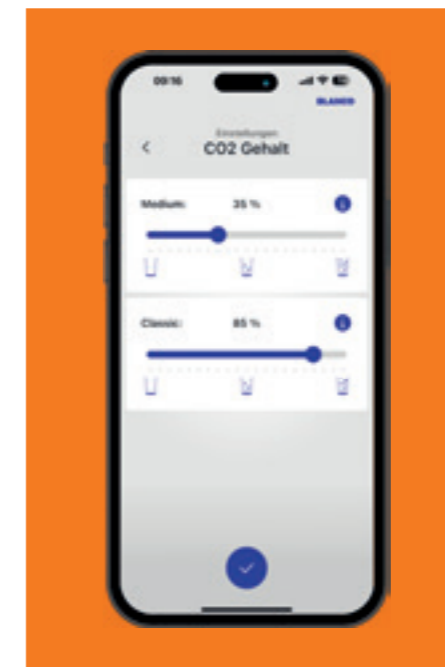 09:16
BLANCO
Einstellungen
CO2 Gehalt
Medium: 35 %
Classic: 85 %